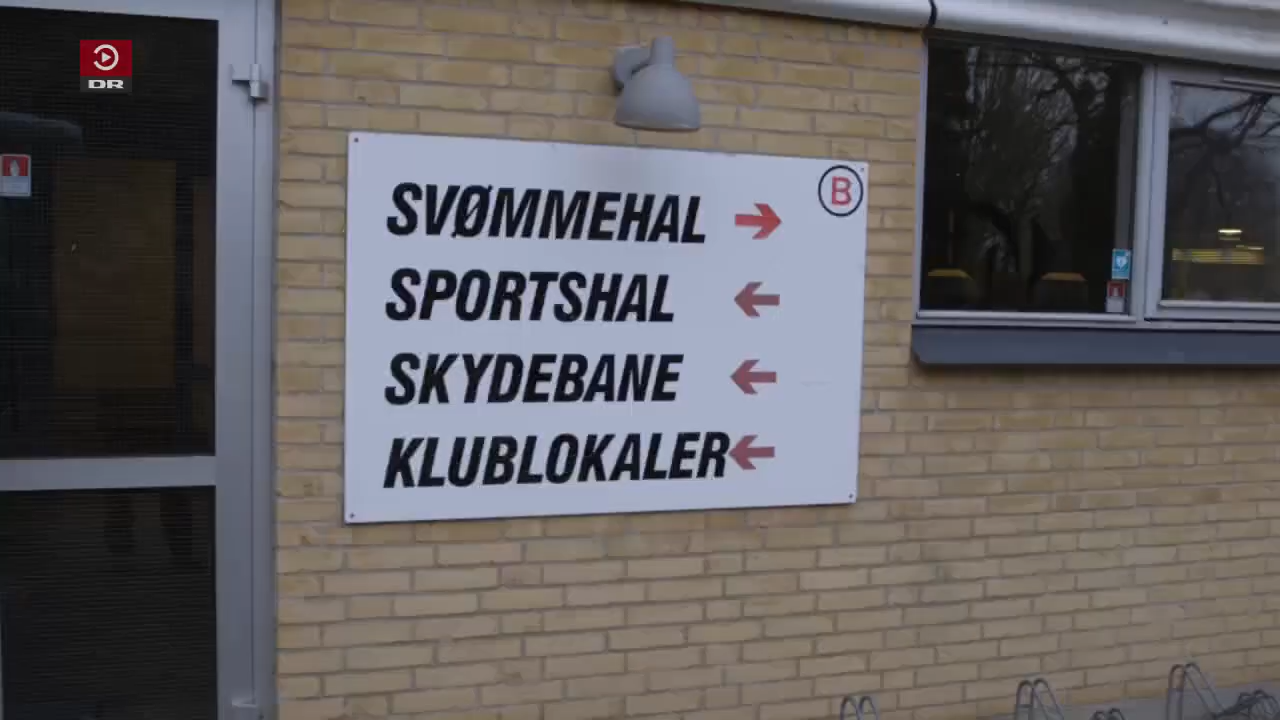 DR
B
SVØMMEHAL →
SPORTSHAL ←
SKYDEBANE ←
KLUBLOKALER ←